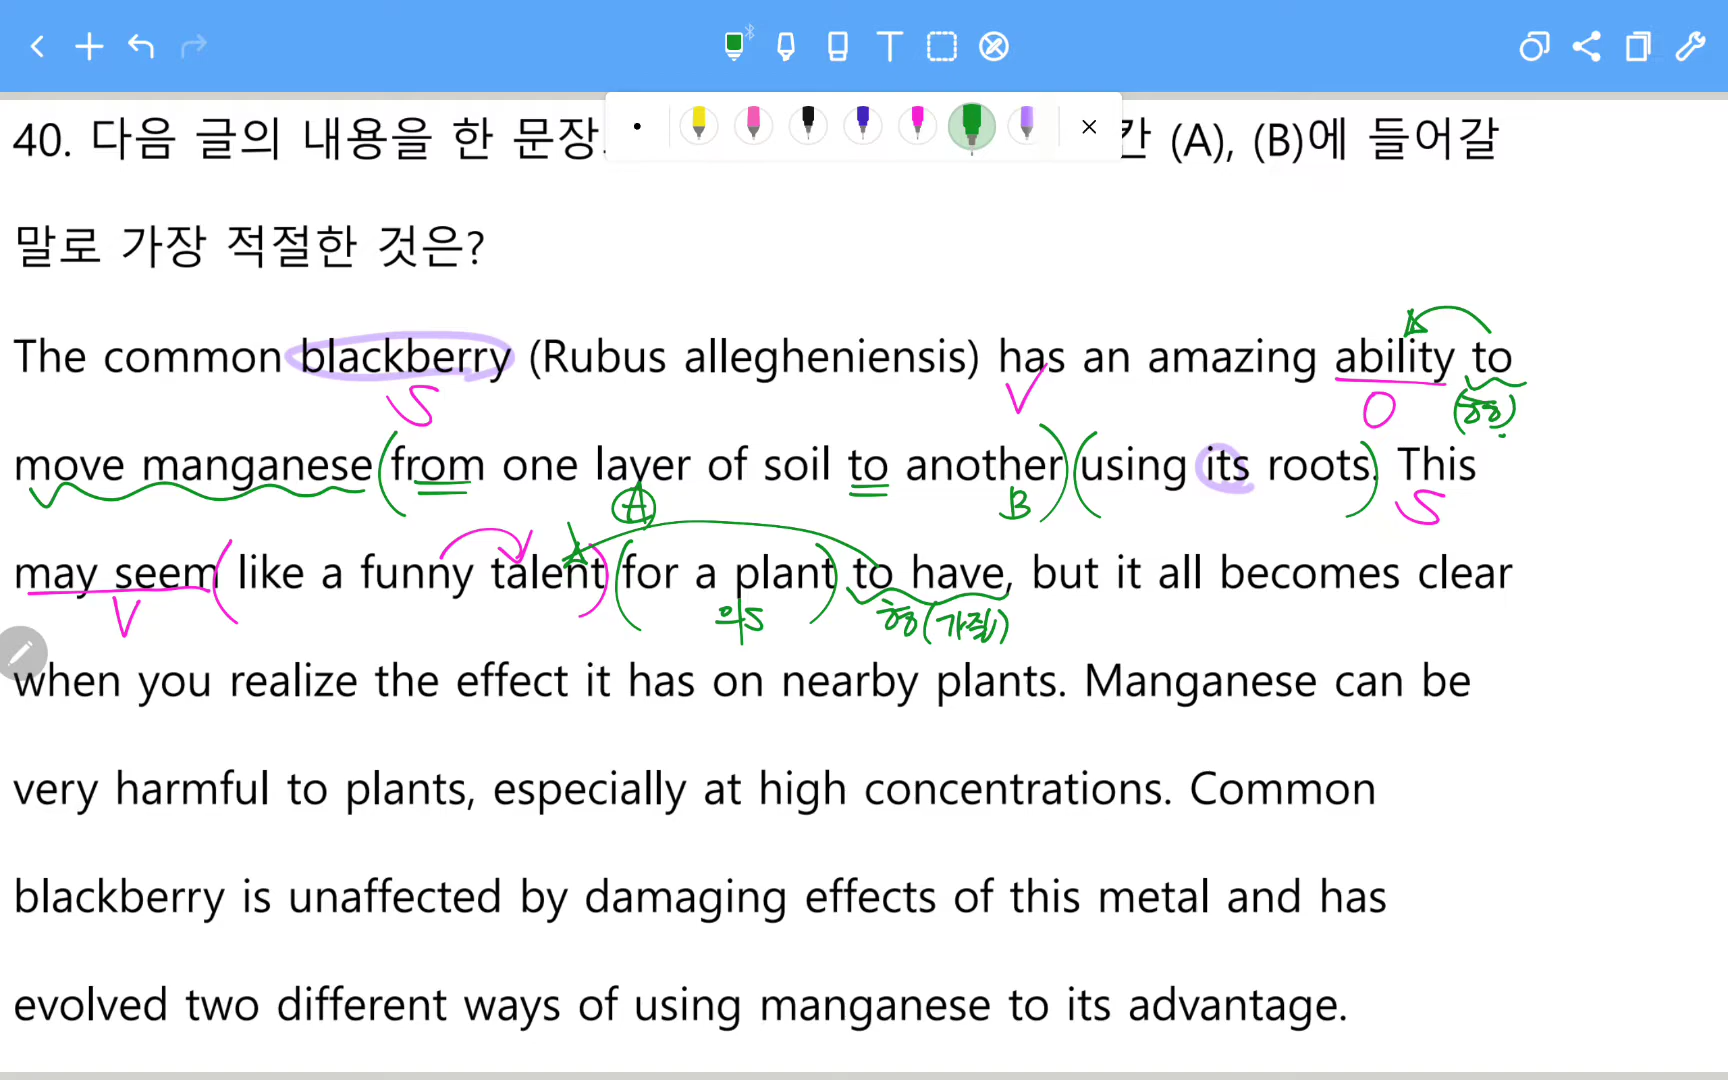 40. 다음 글의 내용을 한 문장 칸 (A), (B)에 들어갈
말로 가장 적절한 것은?
The common blackberry (Rubus allegheniensis) has an amazing ability to
S V O (형용)
move manganese (from one layer of soil to another) (using its roots). This
A B S
may seem (like a funny talent) (for a plant) to have, but it all becomes clear
V 의S 형용 (가질)
when you realize the effect it has on nearby plants. Manganese can be
very harmful to plants, especially at high concentrations. Common
blackberry is unaffected by damaging effects of this metal and has
evolved two different ways of using manganese to its advantage.